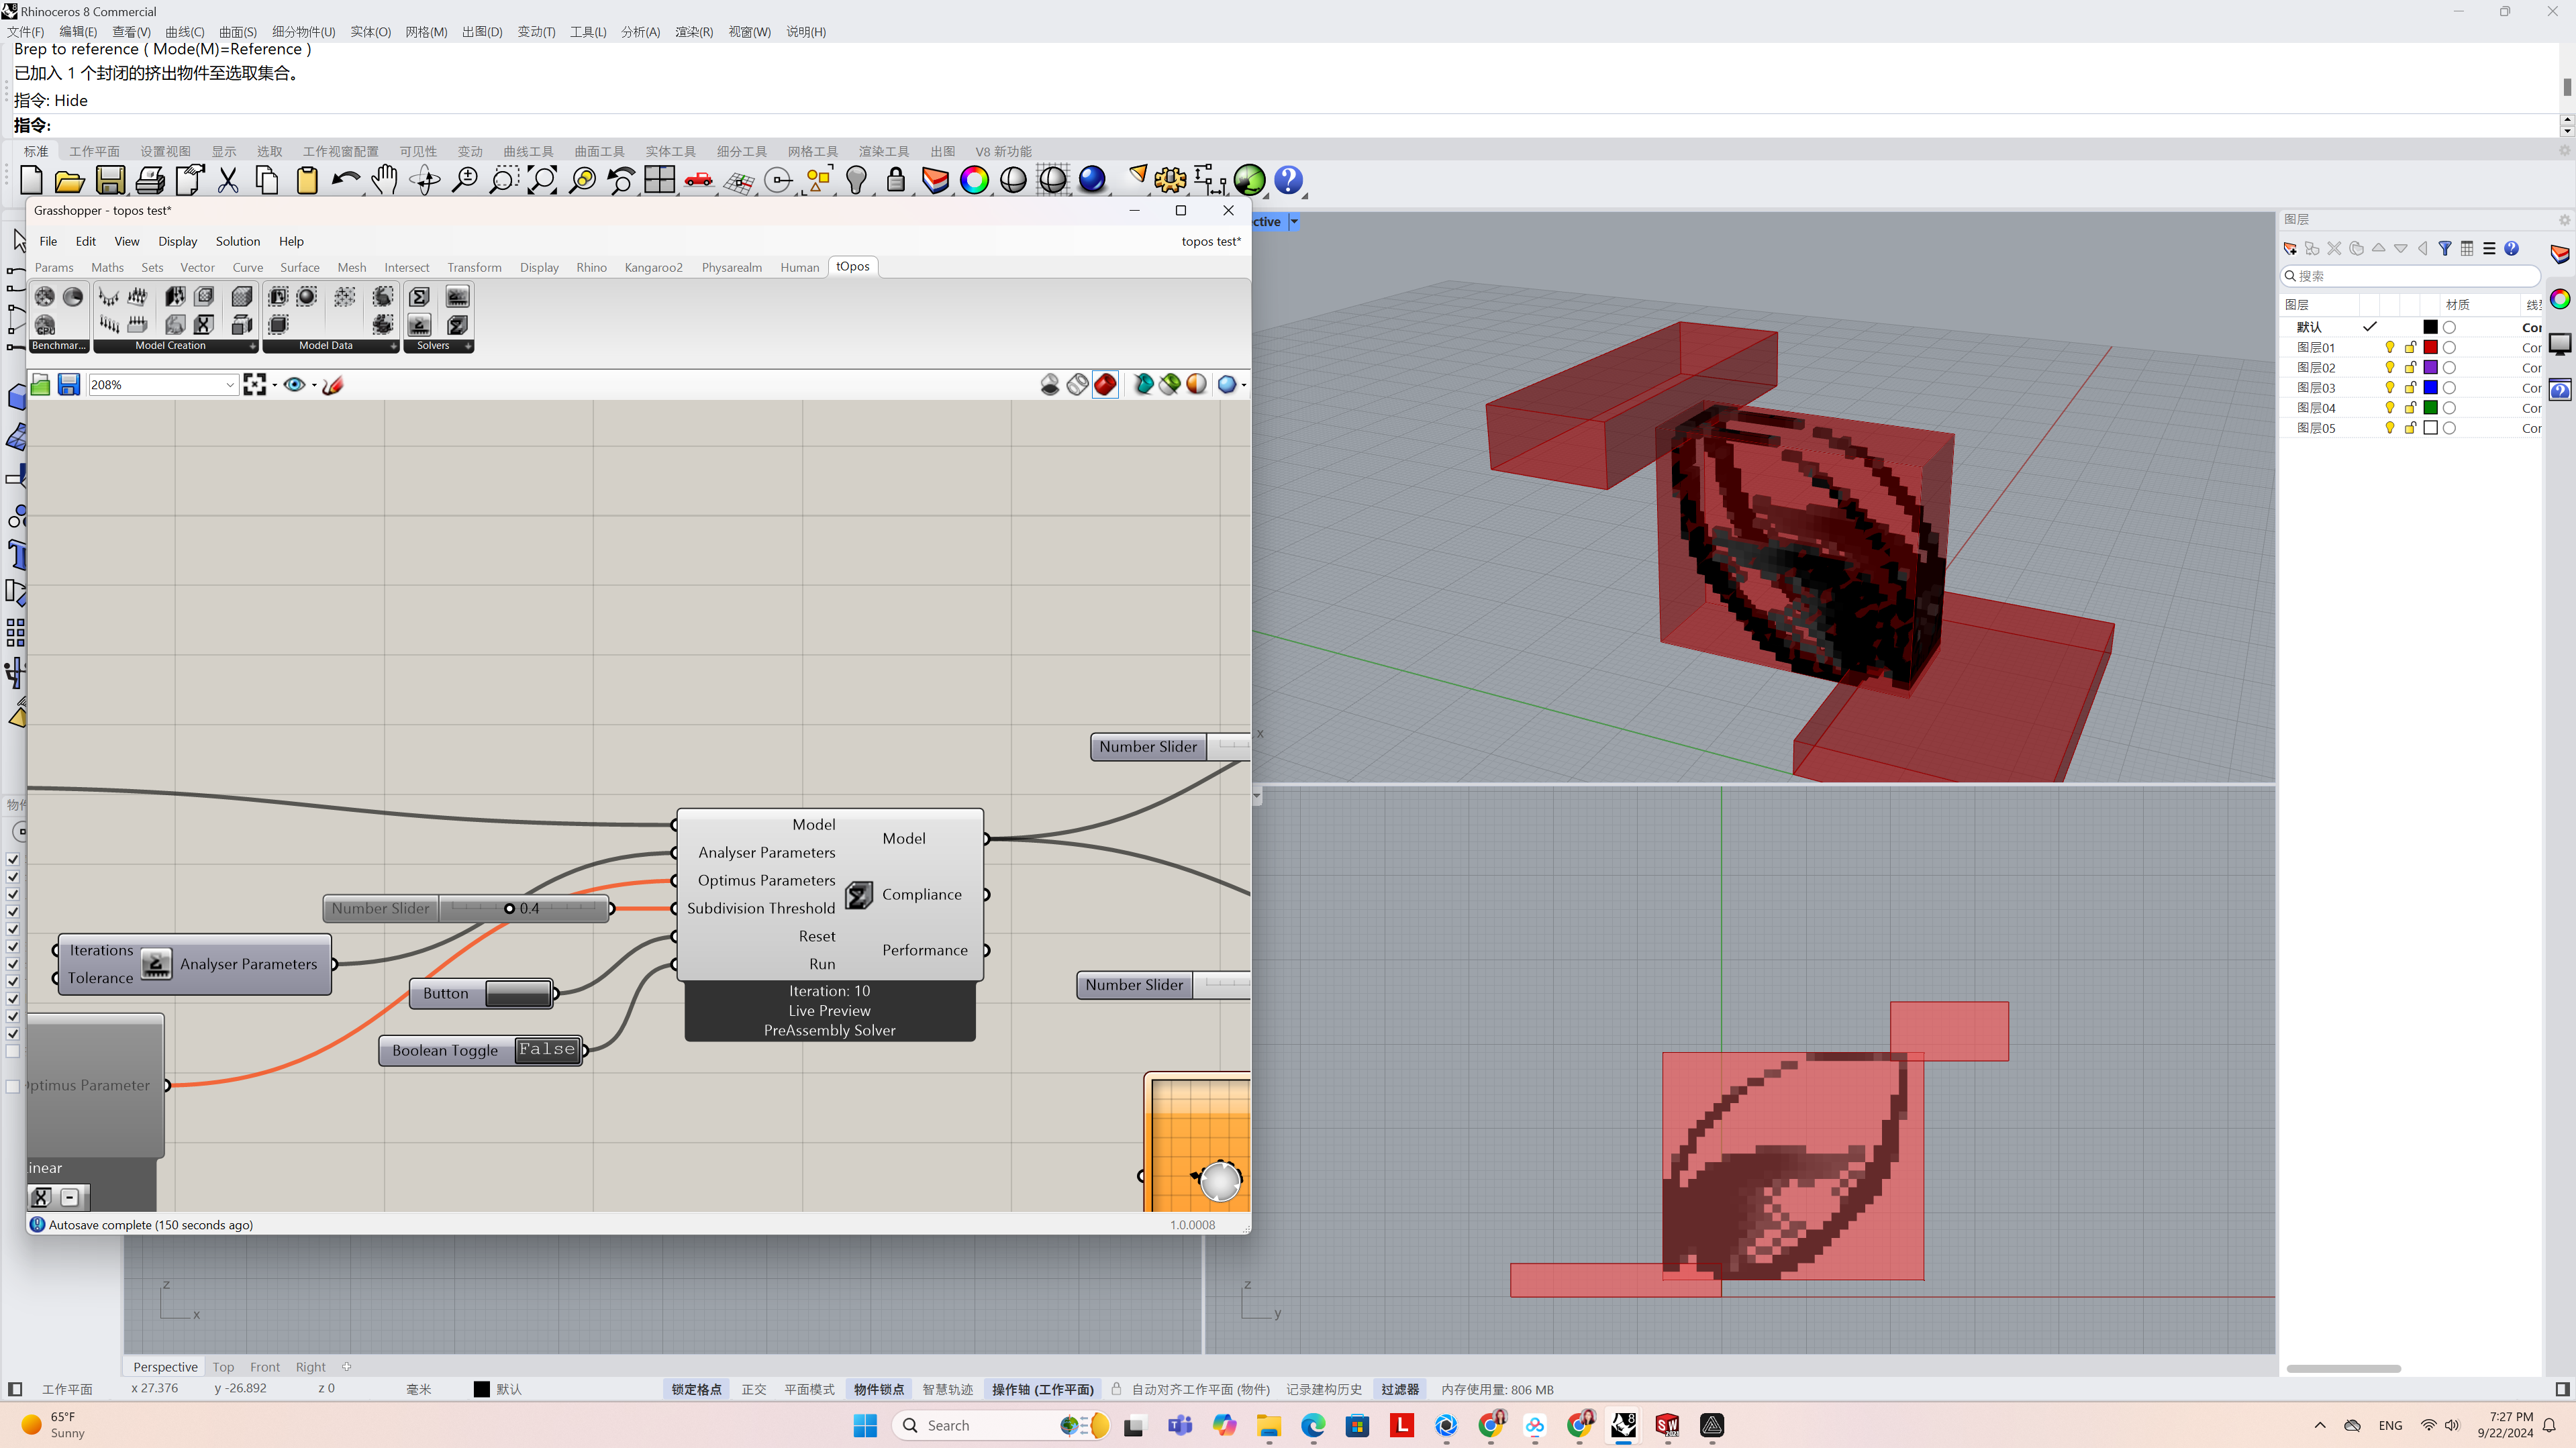 Rhinoceros 8 Commercial
文件(F) 编辑(E) 查看(V) 曲线(C) 曲面(S) 细分物件(U) 实体(O) 网格(M) 出图(D) 变动(T) 工具(L) 分析(A) 渲染(R) 视窗(W) 说明(H)
Brep to reference ( Mode(M)=Reference )
已加入 1 个封闭的挤出物件至选取集合。
指令: Hide
指令:
标准 工作平面 设置视图 显示 选取 工作视窗配置 可见性 变动 曲线工具 曲面工具 实体工具 细分工具 网格工具 渲染工具 出图 V8 新功能
Grasshopper - topos test*
File Edit View Display Solution Help
topos test*
Params Maths Sets Vector Curve Surface Mesh Intersect Transform Display Rhino Kangaroo2 Physarealm Human tOpos
CPU
Benchmar... Model Creation Model Data Solvers
208%
Number Slider
Model
Analyser Parameters
Optimus Parameters
Subdivision Threshold
Reset
Run
Model
Compliance
Performance
Iteration: 10
Live Preview
PreAssembly Solver
Number Slider 0.4
Iterations
Tolerance
Analyser Parameters
Button
Boolean Toggle False
Number Slider
ptimus Parameter
inear
Autosave complete (150 seconds ago)
1.0.0008
ctive
x
z
x
z
y
图层
搜索
图层 材质
默认 Cor
图层01 Cor
图层02 Cor
图层03 Cor
图层04 Cor
图层05 Cor
Perspective Top Front Right
工作平面 x 27.376 y -26.892 z 0 毫米 默认 锁定格点 正交 平面模式 物件锁点 智慧轨迹 操作轴 (工作平面) 自动对齐工作平面 (物件) 记录建构历史 过滤器 内存使用量: 806 MB
65°F
Sunny
Search
ENG
7:27 PM
9/22/2024